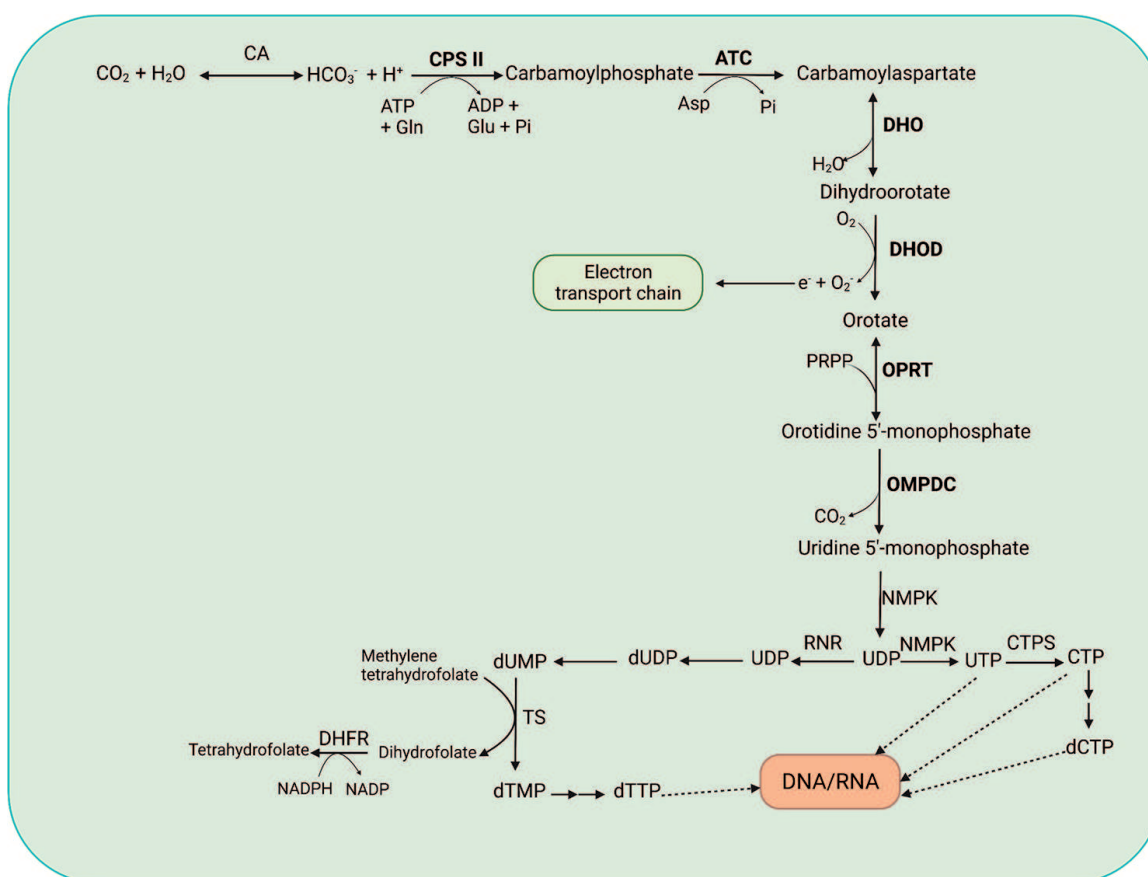 CA
CO₂ + H₂O
HCO₃⁻ + H⁺
CPS II
ATP
+ Gln
ADP +
Glu + Pi
Carbamoylphosphate
ATC
Asp
Pi
Carbamoylaspartate
DHO
H₂O
Dihydroorotate
O₂
DHOD
e⁻ + O₂⁻
Electron
transport chain
Orotate
PRPP
OPRT
Orotidine 5'-monophosphate
OMPDC
CO₂
Uridine 5'-monophosphate
NMPK
Methylene
tetrahydrofolate
dUMP
dUDP
UDP
RNR
UDP
NMPK
UTP
CTPS
CTP
TS
Tetrahydrofolate
DHFR
Dihydrofolate
NADPH
NADP
dCTP
dTMP
dTTP
DNA/RNA